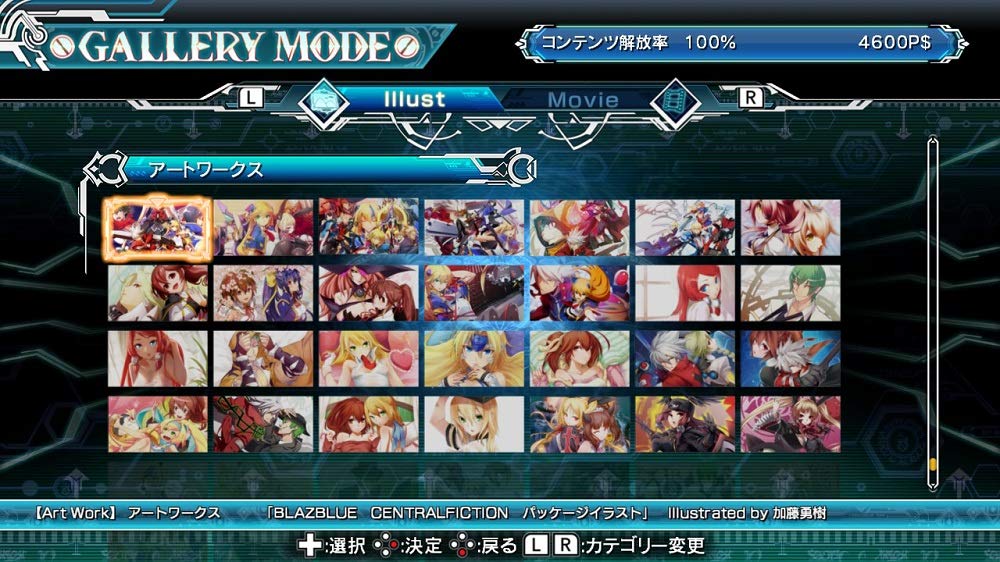 GALLERY MODE
コンテンツ解放率 100% 4600P$
L Illust Movie R
アートワークス
【Art Work】 アートワークス 「BLAZBLUE CENTRALFICTION パッケージイラスト」 Illustrated by 加藤勇樹
:選択 :決定 :戻る L R :カテゴリー変更